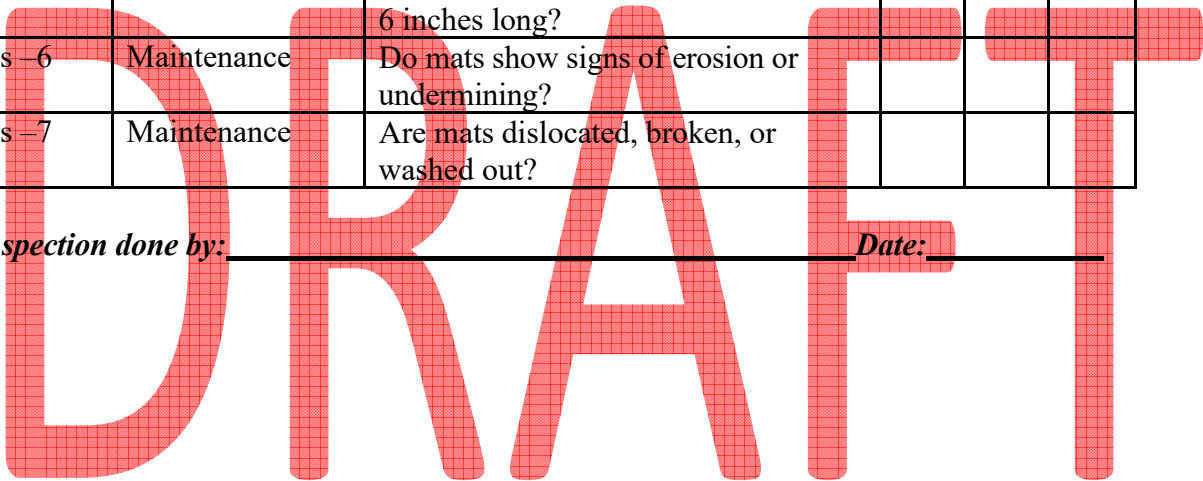 6 inches long?
s –6 Maintenance Do mats show signs of erosion or
undermining?
s –7 Maintenance Are mats dislocated, broken, or
washed out?
spection done by: Date:
DRAFT